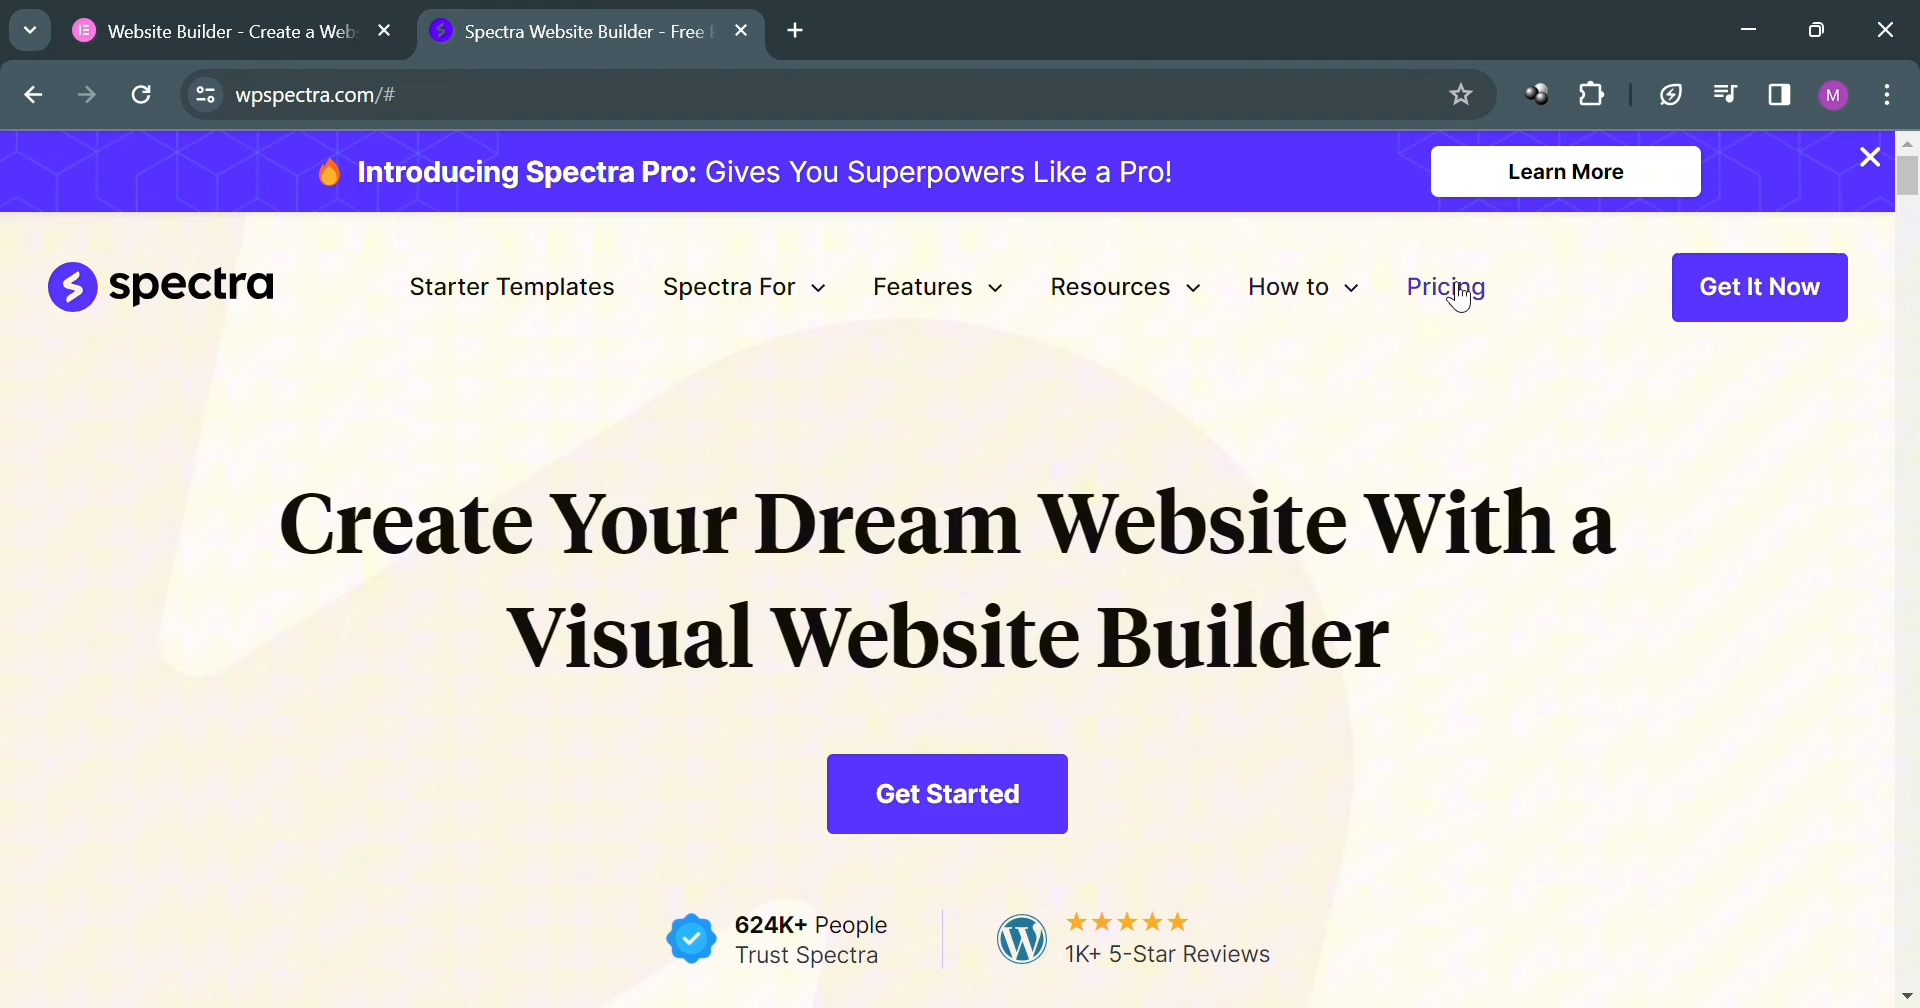 Website Builder - Create a Web
Spectra Website Builder - Free
wpspectra.com/#
M
Introducing Spectra Pro: Gives You Superpowers Like a Pro!
Learn More
spectra
Starter Templates
Spectra For
Features
Resources
How to
Pricing
Get It Now
Create Your Dream Website With a
Visual Website Builder
Get Started
624K+ People
Trust Spectra
1K+ 5-Star Reviews